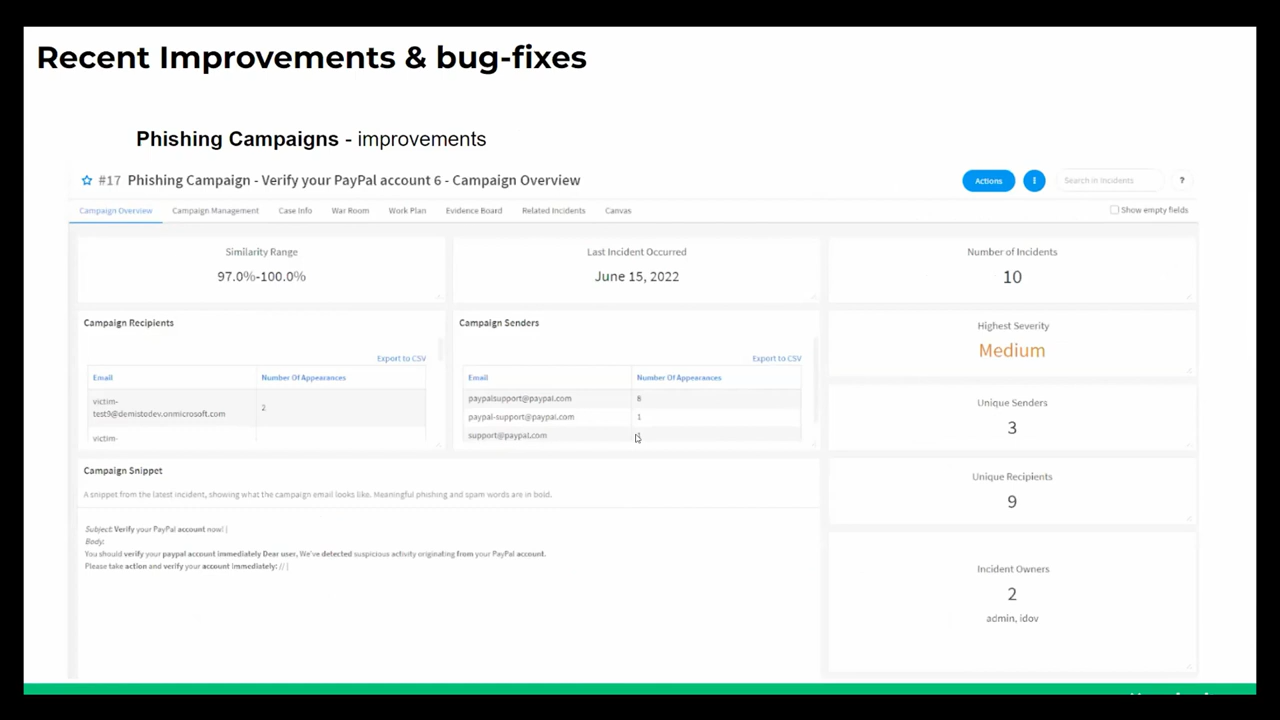 Recent Improvements & bug-fixes
Phishing Campaigns - improvements
#17 Phishing Campaign - Verify your PayPal account 6 - Campaign Overview
Actions
Search in Incidents
?
Campaign Overview
Campaign Management
Case Info
War Room
Work Plan
Evidence Board
Related Incidents
Canvas
Show empty fields
Similarity Range
97.0%-100.0%
Last Incident Occurred
June 15, 2022
Number of Incidents
10
Campaign Recipients
Export to CSV
Email Number Of Appearances
victim-
test9@demistodev.onmicrosoft.com
2
victim-
Campaign Senders
Export to CSV
Email Number Of Appearances
paypalsupport@paypal.com 8
paypal-support@paypal.com 1
support@paypal.com
Highest Severity
Medium
Unique Senders
3
Campaign Snippet
A snippet from the latest incident, showing what the campaign email looks like. Meaningful phishing and spam words are in bold.
Subject: Verify your PayPal account now! |
Body:
You should verify your paypal account immediately Dear user, We've detected suspicious activity originating from your PayPal account.
Please take action and verify your account immediately: // |
Unique Recipients
9
Incident Owners
2
admin, idov